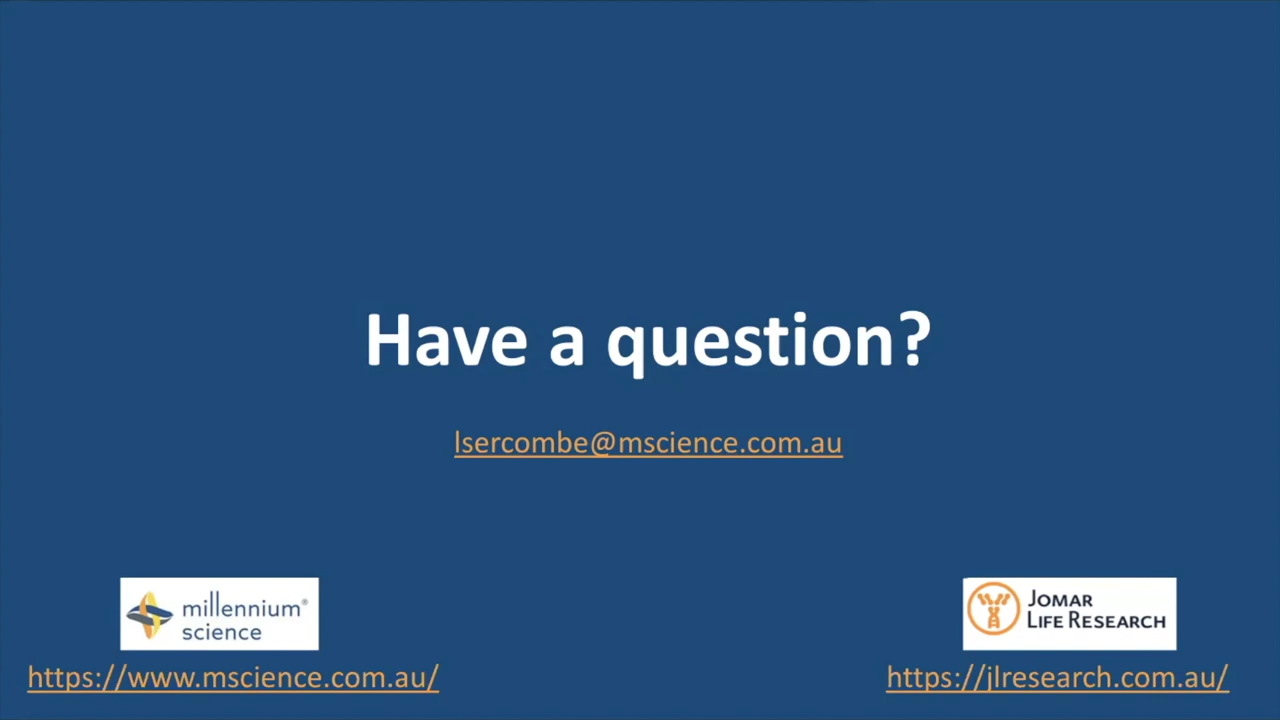 Have a question?
lsercombe@mscience.com.au
millennium®
science
https://www.mscience.com.au/
JOMAR
LIFE RESEARCH
https://jlresearch.com.au/